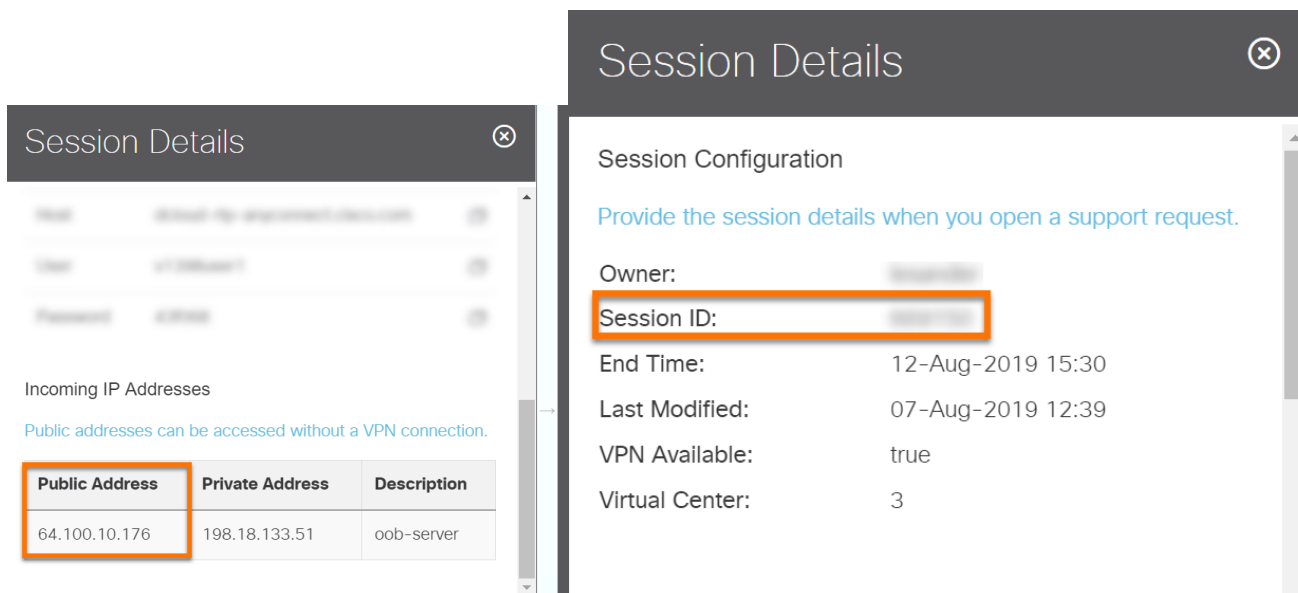 Session Details
Incoming IP Addresses
Public addresses can be accessed without a VPN connection.
Public Address Private Address Description
64.100.10.176 198.18.133.51 oob-server
Session Details
Session Configuration
Provide the session details when you open a support request.
Owner:
Session ID:
End Time: 12-Aug-2019 15:30
Last Modified: 07-Aug-2019 12:39
VPN Available: true
Virtual Center: 3